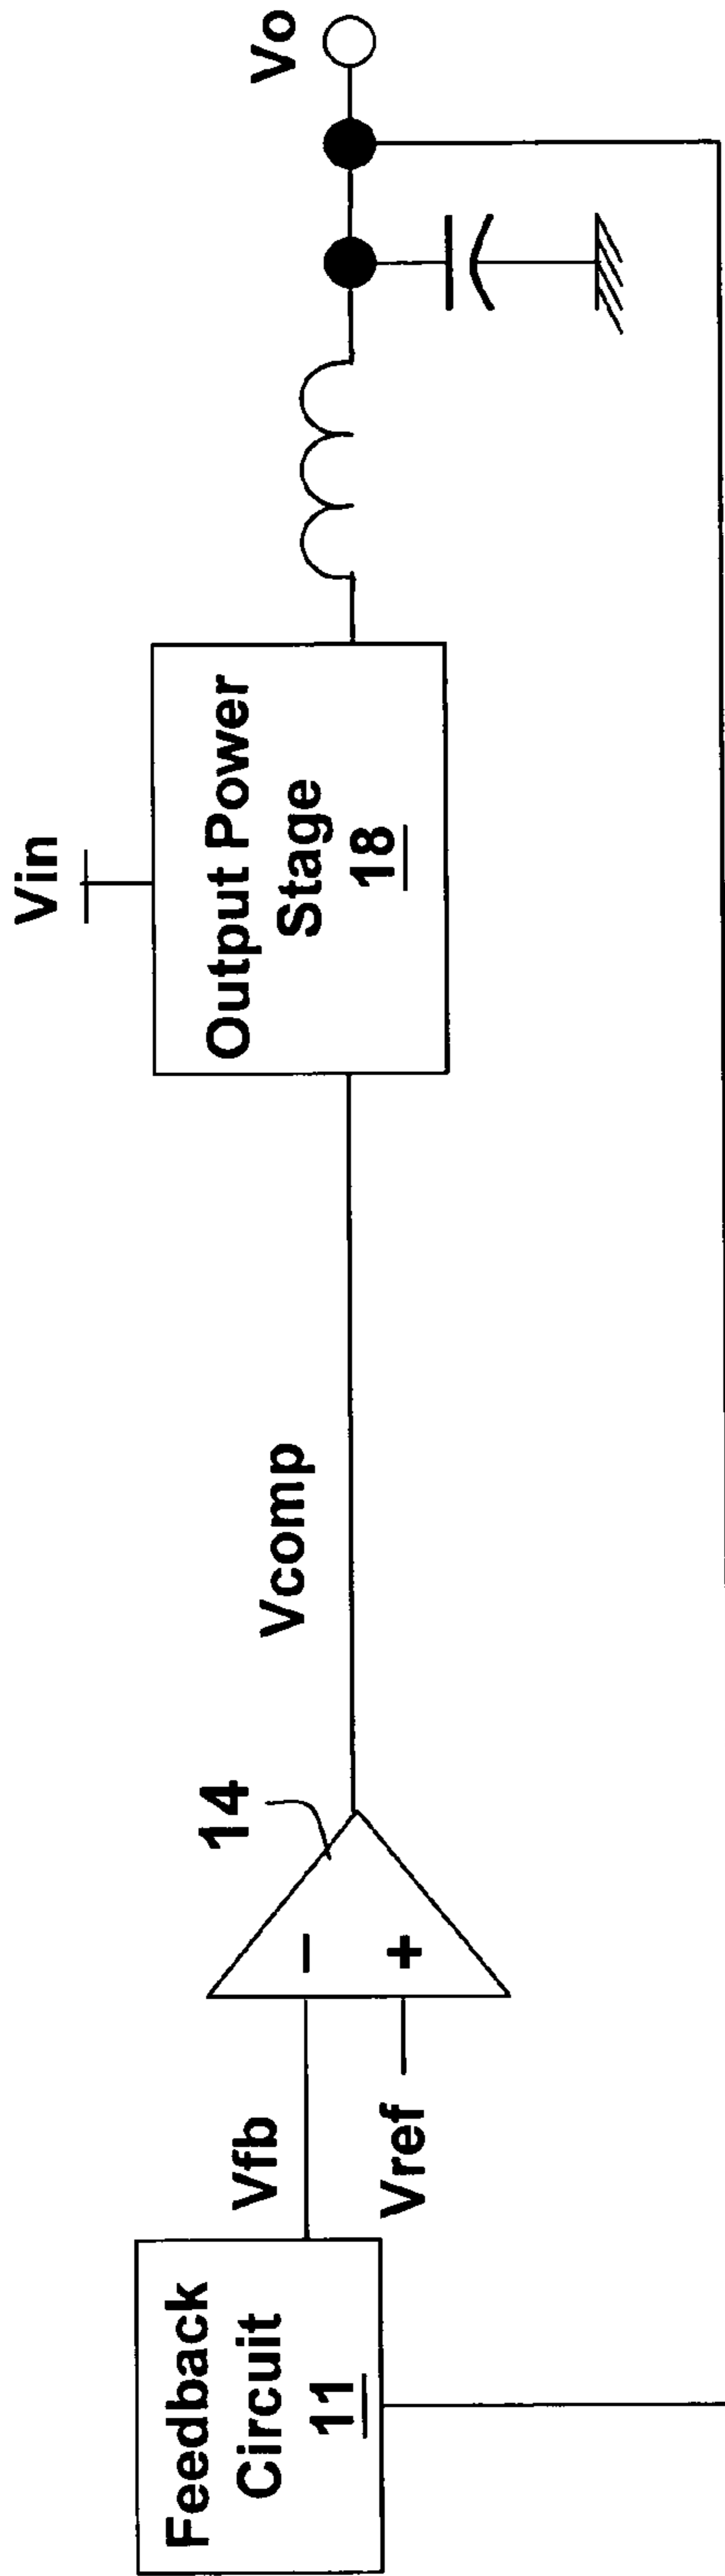 Feedback
Circuit
11
Vfb
Vref
14
−
+
Vcomp
Vin
Output Power
Stage
18
Vo